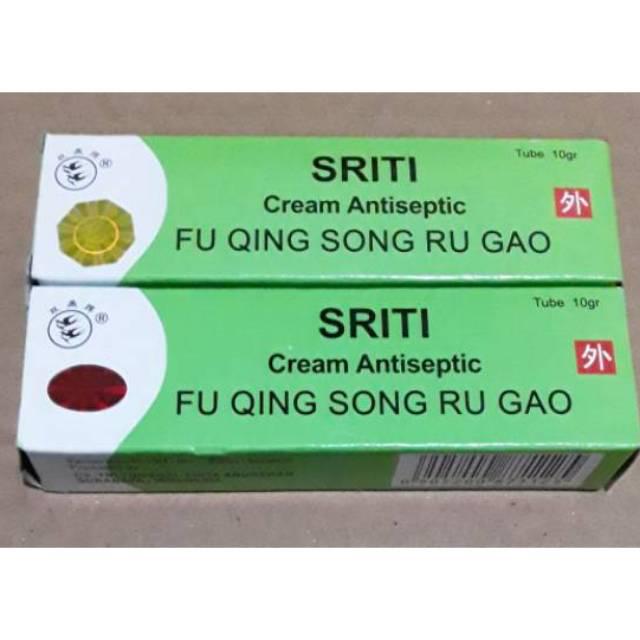 SRITI
Tube 10gr
Cream Antiseptic
外
FU QING SONG RU GAO
®
SRITI
Tube 10gr
Cream Antiseptic
外
FU QING SONG RU GAO
®